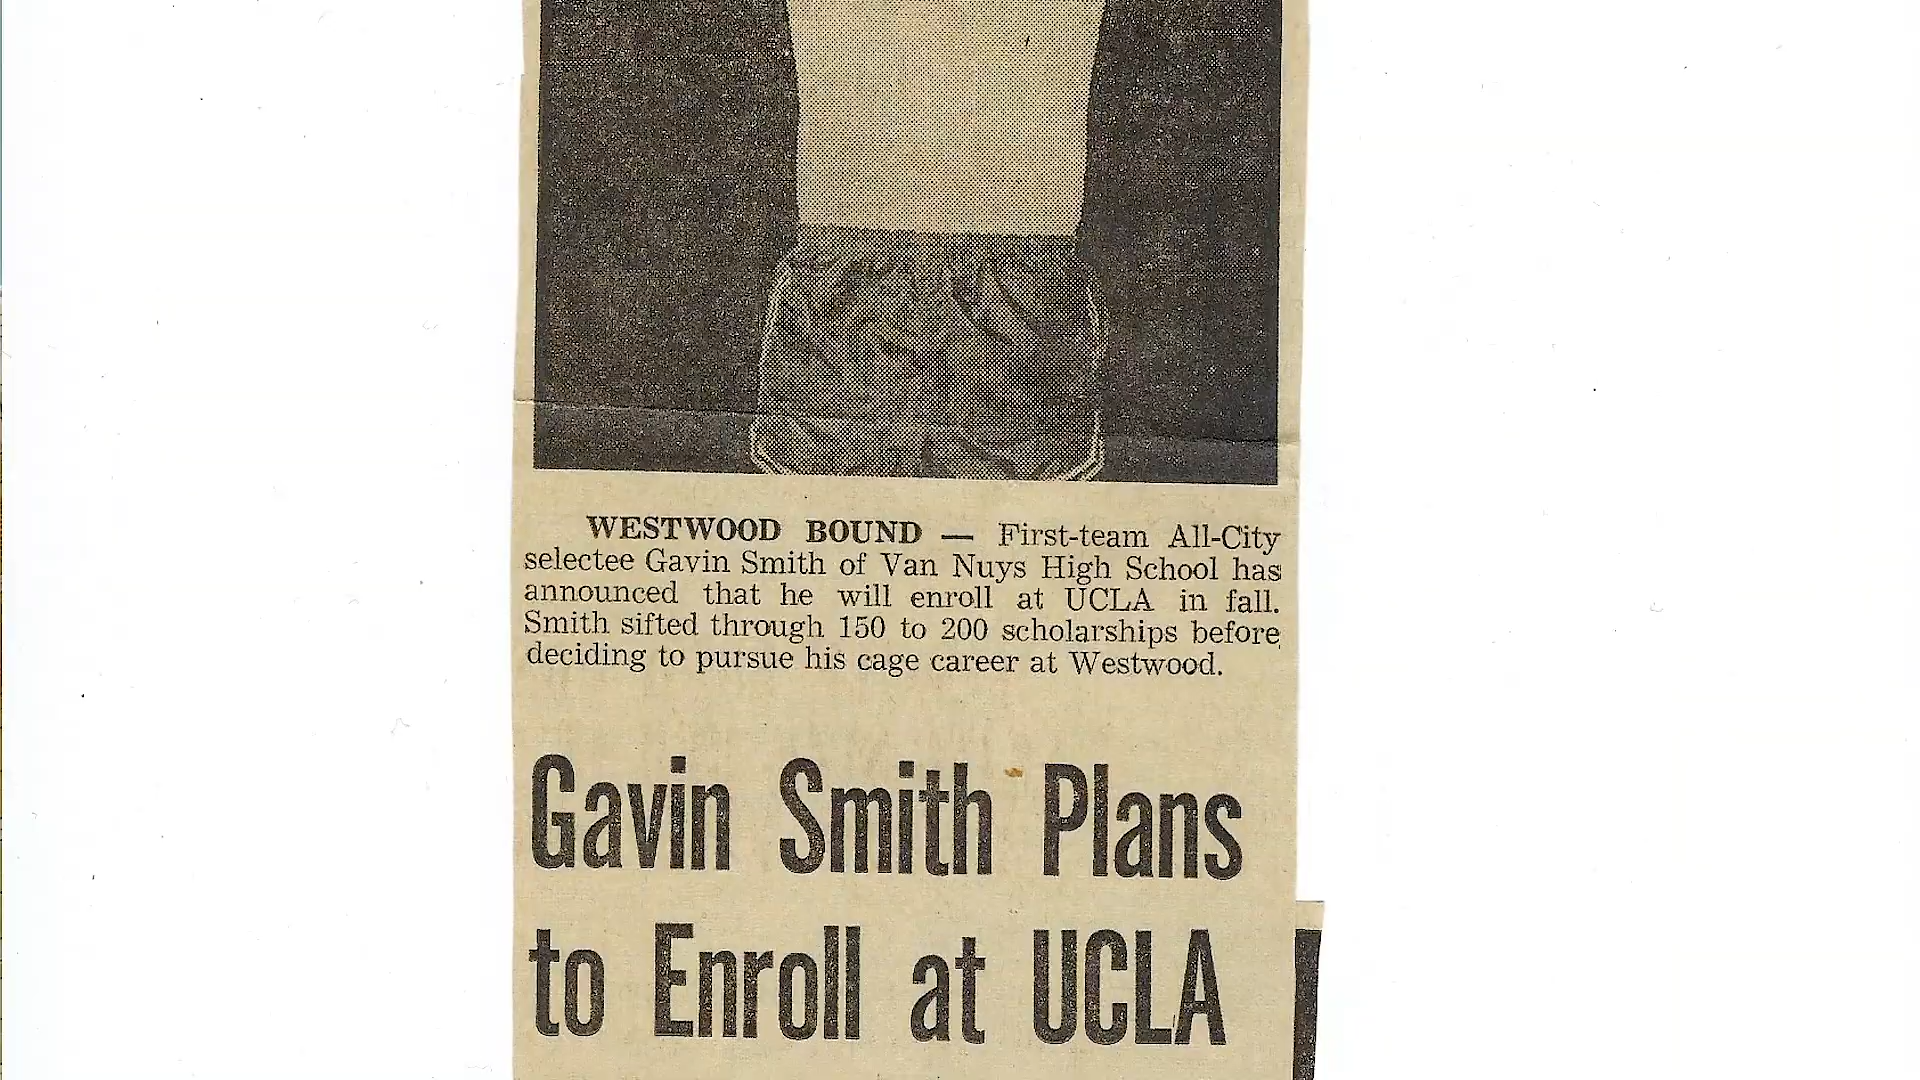 WESTWOOD BOUND — First-team All-City
selectee Gavin Smith of Van Nuys High School has
announced that he will enroll at UCLA in fall.
Smith sifted through 150 to 200 scholarships before
deciding to pursue his cage career at Westwood.
Gavin Smith Plans
to Enroll at UCLA